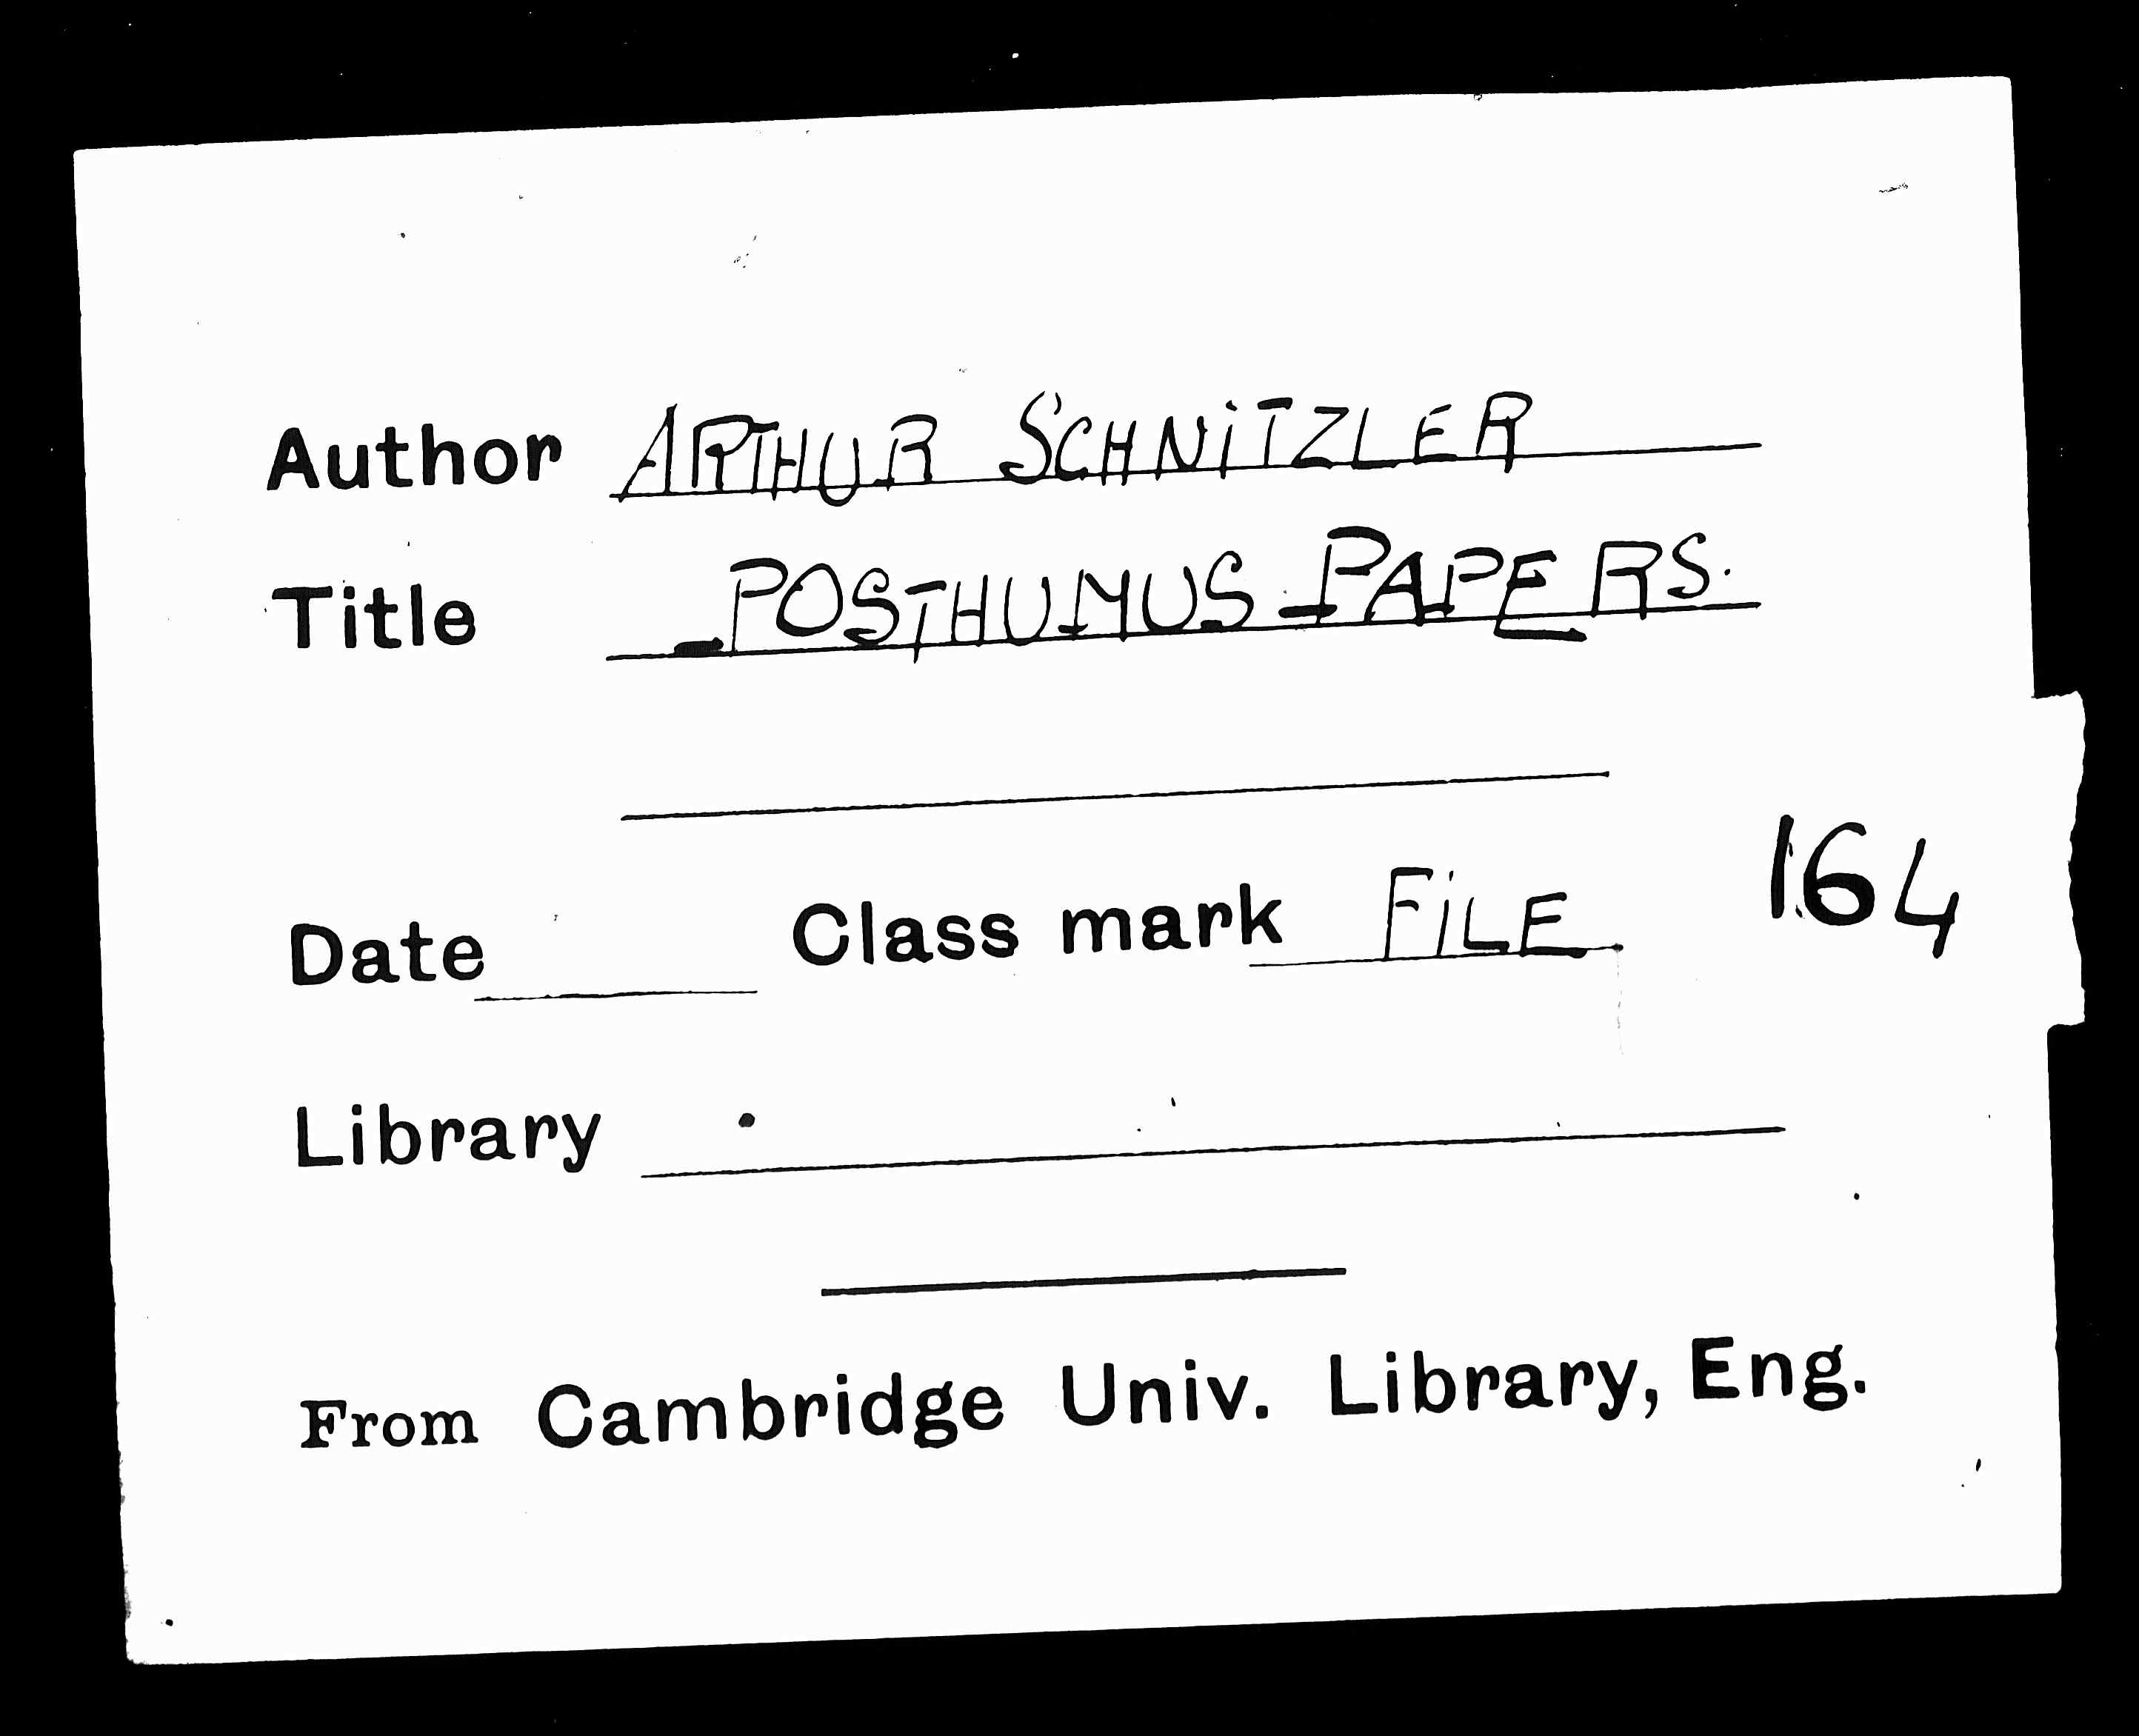 Author ARTHUR SCHNITZLER
Title POSTHUMUS PAPERS.
Date Class mark FILE 164
Library
From Cambridge Univ. Library, Eng.